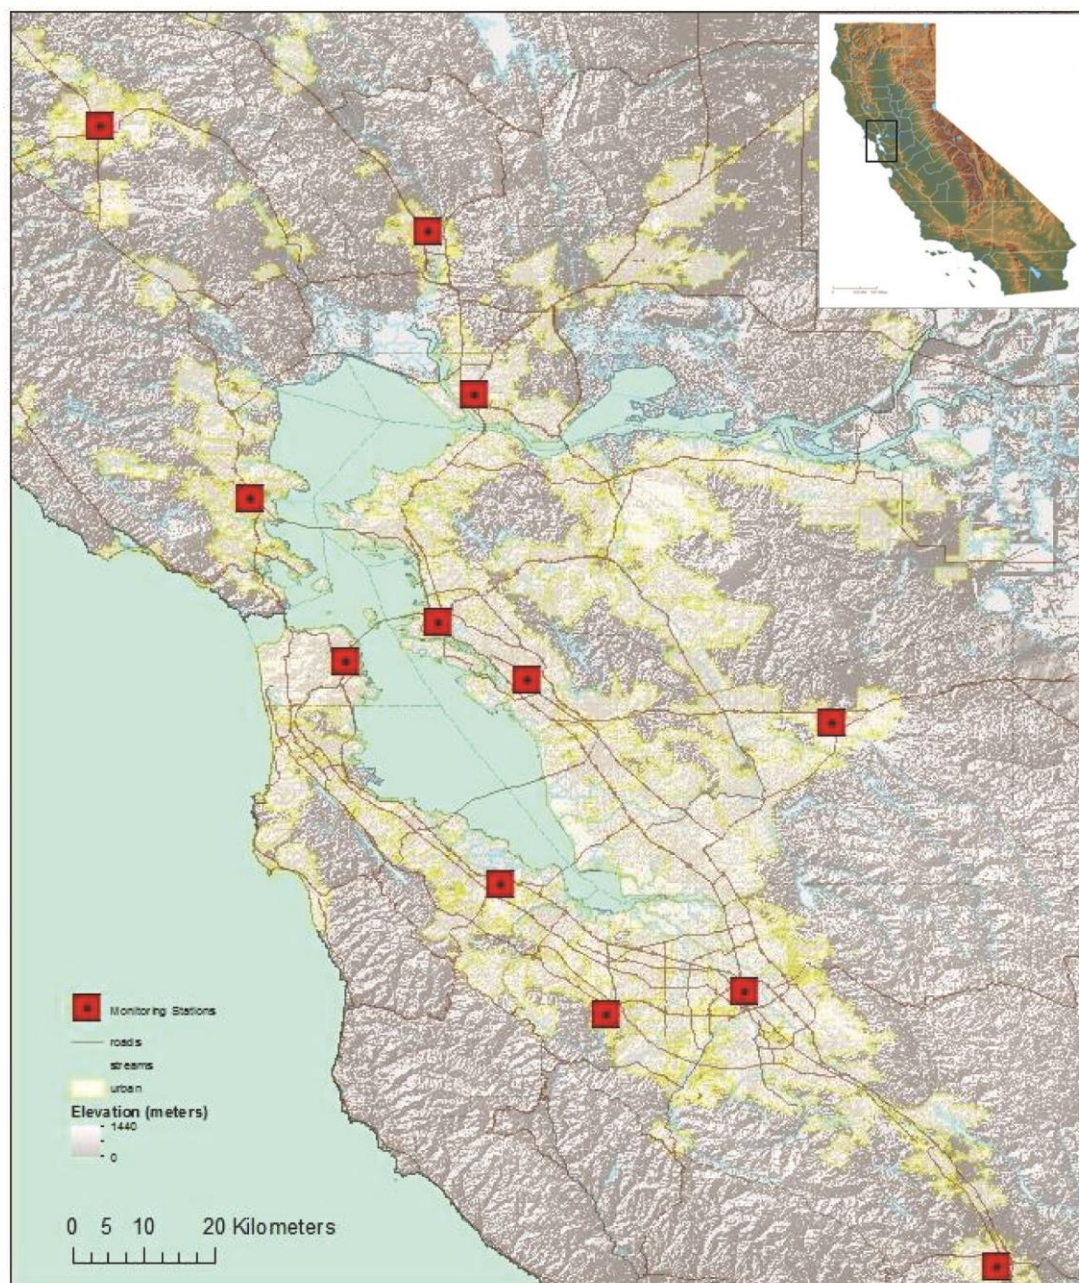 Monitoring Stations
roads
streams
urban
Elevation (meters)
1440
0
0 5 10 20 Kilometers